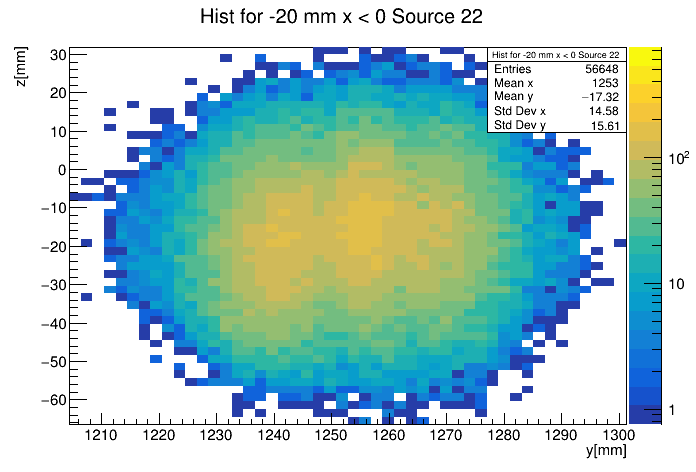 Hist for -20 mm x < 0 Source 22
z[mm]
Hist for -20 mm x < 0 Source 22
Entries 56648
Mean x 1253
Mean y −17.32
Std Dev x 14.58
Std Dev y 15.61
30
20
10
0
−10
−20
−30
−40
−50
−60
10²
10
1
1210 1220 1230 1240 1250 1260 1270 1280 1290 1300
y[mm]